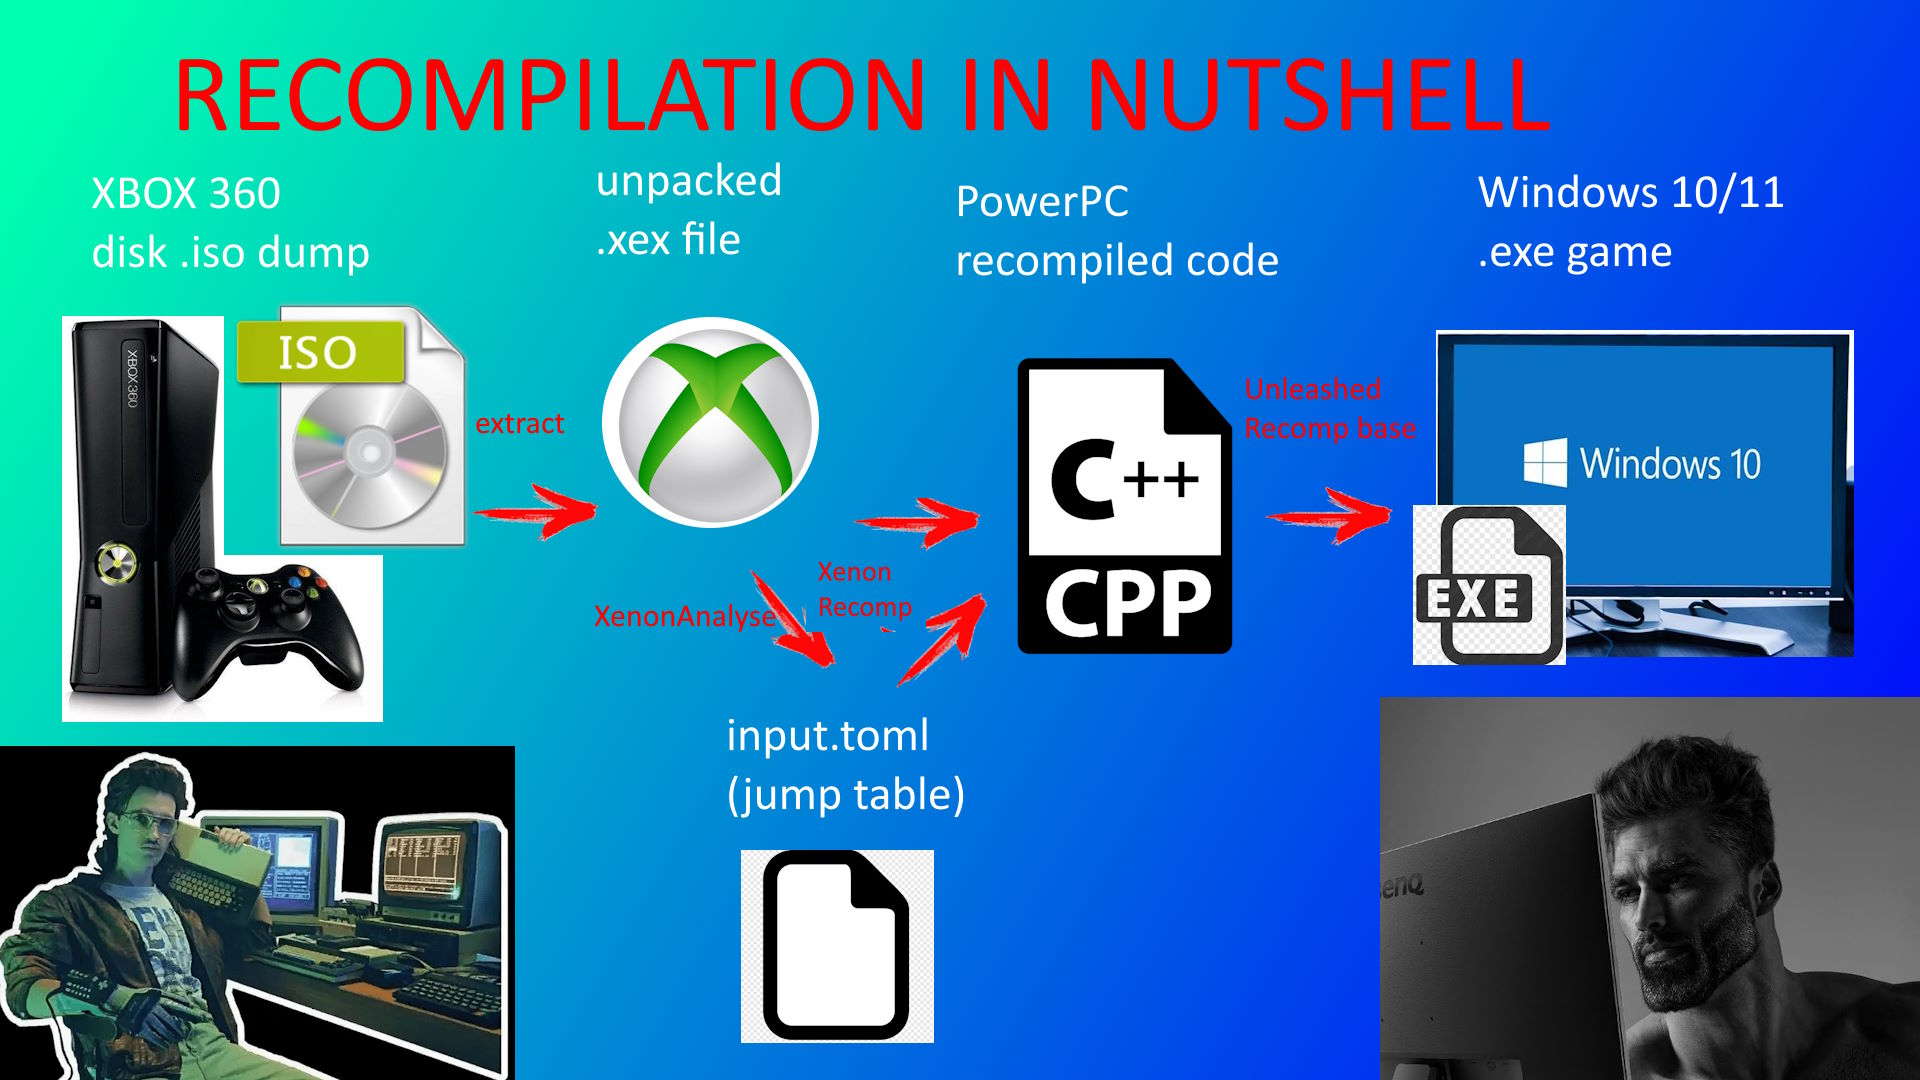 RECOMPILATION IN NUTSHELL
XBOX 360
disk .iso dump
unpacked
.xex file
PowerPC
recompiled code
Windows 10/11
.exe game
XBOX 360
ISO
extract
XenonAnalyse
Xenon
Recomp
C++
CPP
Unleashed
Recomp base
Windows 10
EXE
input.toml
(jump table)
enQ